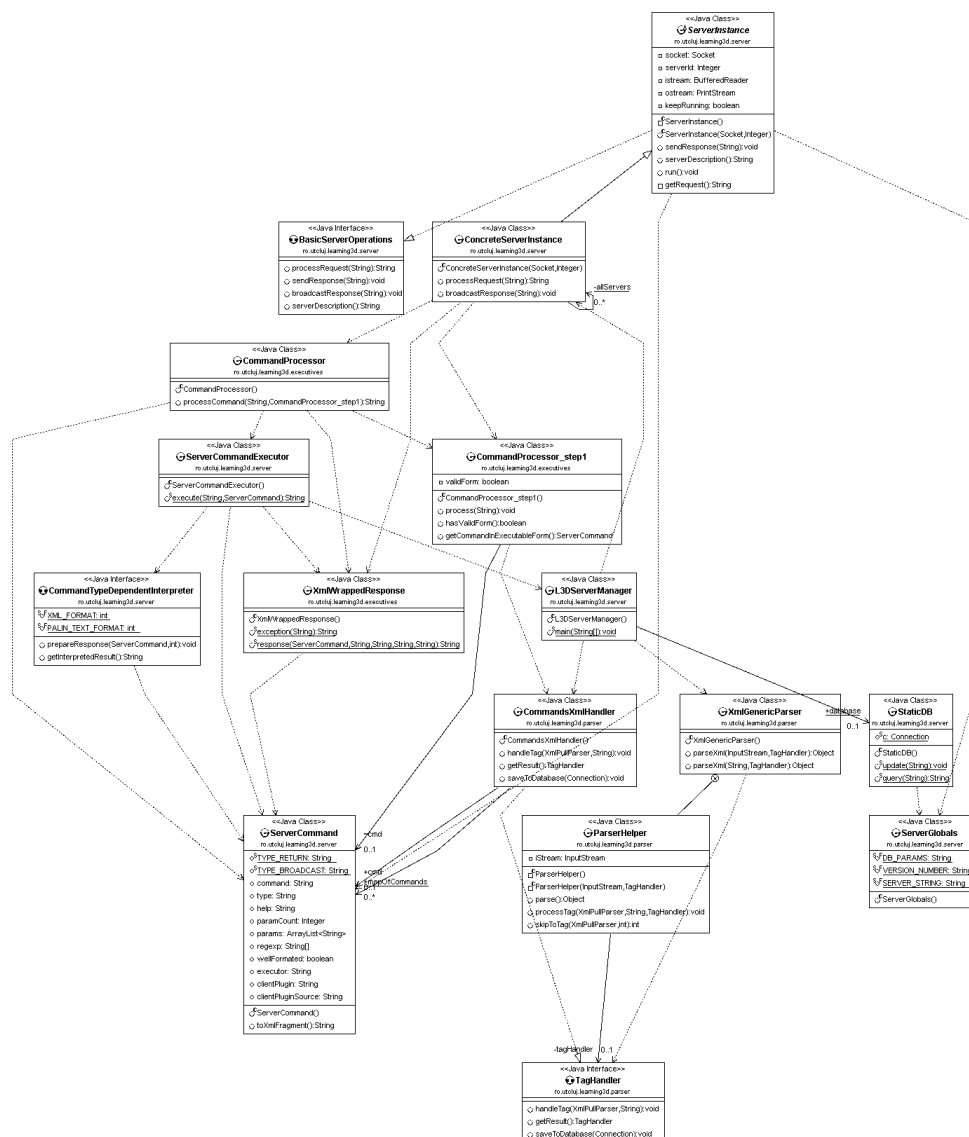 <<Java Class>>
ServerInstance
ro.utcluj.learning3d.server
socket: Socket
serverId: Integer
istream: BufferedReader
ostream: PrintStream
keepRunning: boolean
ServerInstance()
ServerInstance(Socket,Integer)
sendResponse(String):void
serverDescription():String
run():void
getRequest():String
<<Java Interface>>
BasicServerOperations
ro.utcluj.learning3d.server
processRequest(String):String
sendResponse(String):void
broadcastResponse(String):void
serverDescription():String
<<Java Class>>
ConcreteServerInstance
ro.utcluj.learning3d.server
ConcreteServerInstance(Socket,Integer)
processRequest(String):String
broadcastResponse(String):void
-allServers
0..*
<<Java Class>>
CommandProcessor
ro.utcluj.learning3d.executives
CommandProcessor()
processCommand(String,CommandProcessor_step1):String
<<Java Class>>
ServerCommandExecutor
ro.utcluj.learning3d.server
ServerCommandExecutor()
execute(String,ServerCommand):String
<<Java Class>>
CommandProcessor_step1
ro.utcluj.learning3d.executives
validForm: boolean
CommandProcessor_step1()
process(String):void
hasValidForm():boolean
getCommandInExecutableForm():ServerCommand
<<Java Interface>>
CommandTypeDependentInterpreter
ro.utcluj.learning3d.server
XML_FORMAT: int
PALIN_TEXT_FORMAT: int
prepareResponse(ServerCommand,int):void
getInterpretedResult():String
<<Java Class>>
XmlWrappedResponse
ro.utcluj.learning3d.executives
XmlWrappedResponse()
exception(String):String
response(ServerCommand,String,String,String,String):String
<<Java Class>>
L3DServerManager
ro.utcluj.learning3d.server
L3DServerManager()
main(String[]):void
<<Java Class>>
CommandsXmlHandler
ro.utcluj.learning3d.parser
CommandsXmlHandler()
handleTag(XmlPullParser,String):void
getResult():TagHandler
saveToDatabase(Connection):void
<<Java Class>>
XmlGenericParser
ro.utcluj.learning3d.parser
XmlGenericParser()
parseXml(InputStream,TagHandler):Object
parseXml(String,TagHandler):Object
+database
0..1
<<Java Class>>
StaticDB
ro.utcluj.learning3d.server
c: Connection
StaticDB()
update(String):void
query(String):String
<<Java Class>>
ServerCommand
ro.utcluj.learning3d.server
TYPE_RETURN: String
TYPE_BROADCAST: String
command: String
type: String
help: String
paramCount: Integer
params: ArrayList<String>
regexp: String[]
wellFormated: boolean
executor: String
clientPlugin: String
clientPluginSource: String
ServerCommand()
toXmlFragment():String
-cmd
0..1
+cmd
0..1
+mapOfCommands
0..*
<<Java Class>>
ParserHelper
ro.utcluj.learning3d.parser
iStream: InputStream
ParserHelper()
ParserHelper(InputStream,TagHandler)
parse():Object
processTag(XmlPullParser,String,TagHandler):void
skipToTag(XmlPullParser,int):int
<<Java Class>>
ServerGlobals
ro.utcluj.learning3d.server
DB_PARAMS: String
VERSION_NUMBER: String
SERVER_STRING: String
ServerGlobals()
-tagHandler
0..1
<<Java Interface>>
TagHandler
ro.utcluj.learning3d.parser
handleTag(XmlPullParser,String):void
getResult():TagHandler
saveToDatabase(Connection):void